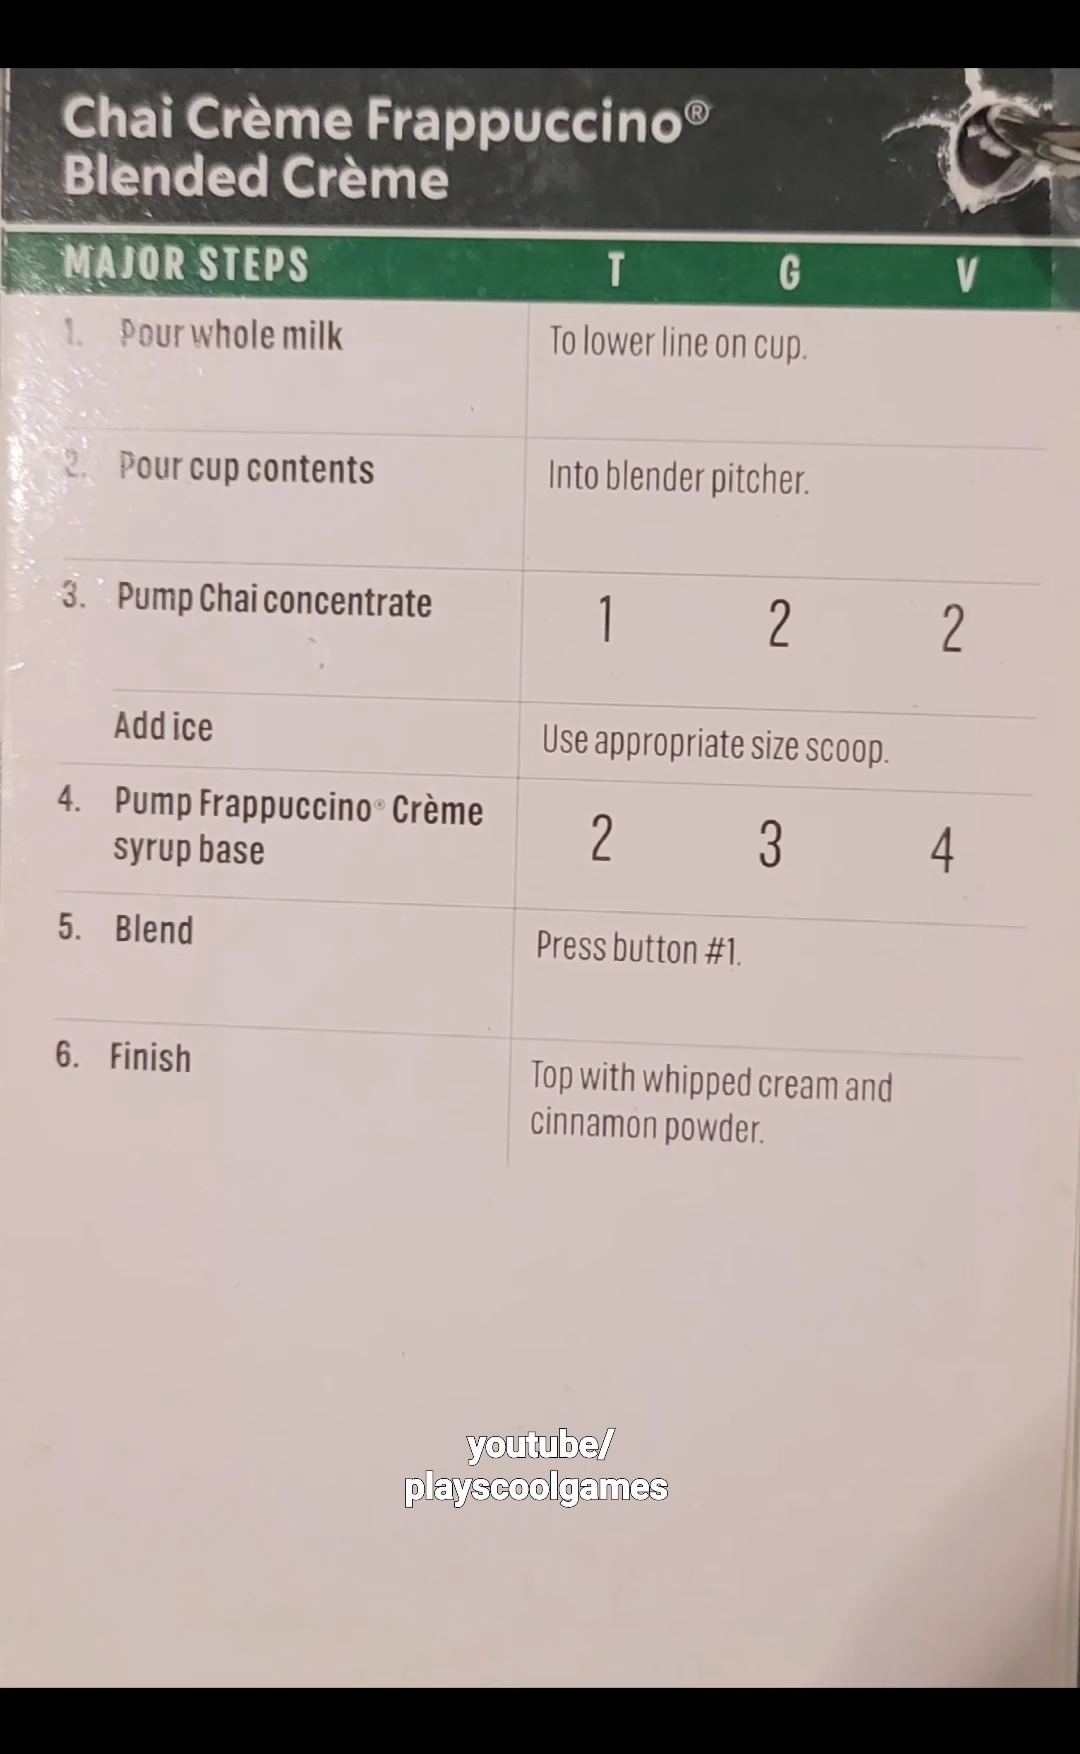 Chai Crème Frappuccino®
Blended Crème
MAJOR STEPS T G V
1. Pour whole milk To lower line on cup.
2. Pour cup contents Into blender pitcher.
3. Pump Chai concentrate 1 2 2
Add ice Use appropriate size scoop.
4. Pump Frappuccino® Crème
syrup base 2 3 4
5. Blend Press button #1.
6. Finish Top with whipped cream and
cinnamon powder.
youtube/
playscoolgames